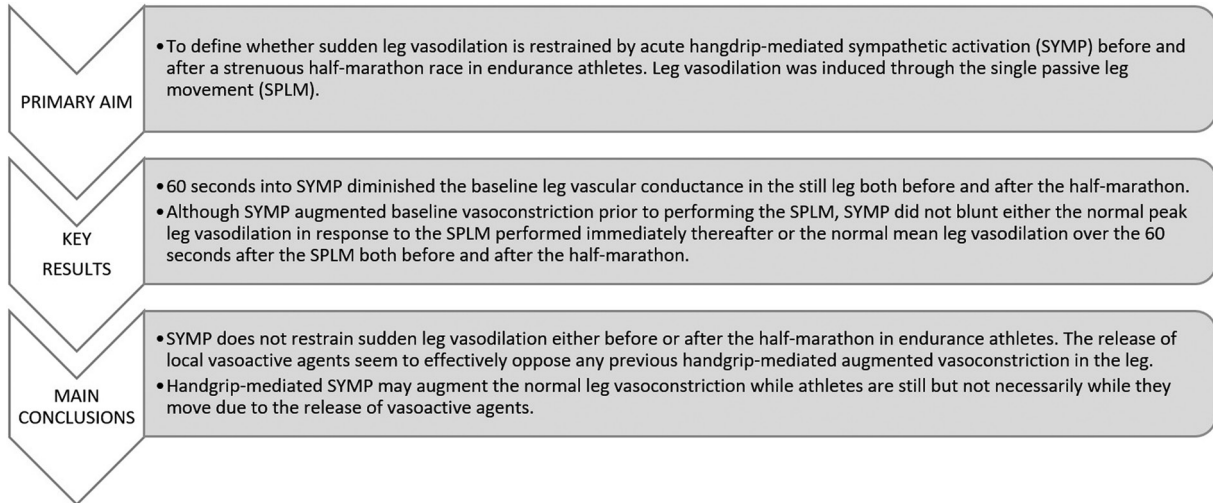 PRIMARY AIM
•To define whether sudden leg vasodilation is restrained by acute hangdrip-mediated sympathetic activation (SYMP) before and
after a strenuous half-marathon race in endurance athletes. Leg vasodilation was induced through the single passive leg
movement (SPLM).
KEY
RESULTS
•60 seconds into SYMP diminished the baseline leg vascular conductance in the still leg both before and after the half-marathon.
•Although SYMP augmented baseline vasoconstriction prior to performing the SPLM, SYMP did not blunt either the normal peak
leg vasodilation in response to the SPLM performed immediately thereafter or the normal mean leg vasodilation over the 60
seconds after the SPLM both before and after the half-marathon.
MAIN
CONCLUSIONS
•SYMP does not restrain sudden leg vasodilation either before or after the half-marathon in endurance athletes. The release of
local vasoactive agents seem to effectively oppose any previous handgrip-mediated augmented vasoconstriction in the leg.
•Handgrip-mediated SYMP may augment the normal leg vasoconstriction while athletes are still but not necessarily while they
move due to the release of vasoactive agents.